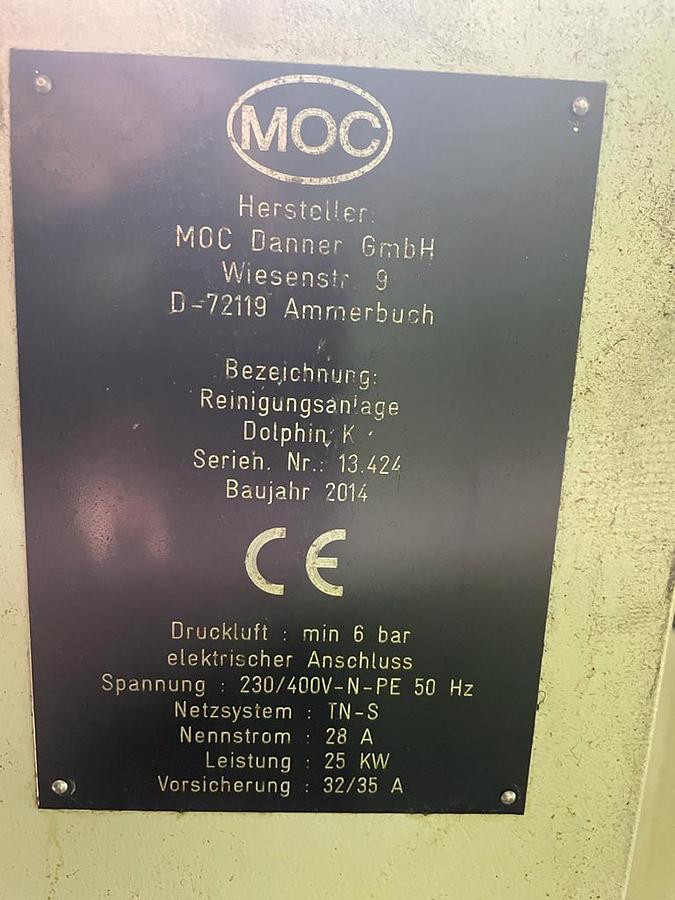 MOC
Hersteller:
MOC Danner GmbH
Wiesenstr. 9
D-72119 Ammerbuch
Bezeichnung:
Reinigungsanlage
Dolphin K
Serien. Nr.: 13.424
Baujahr 2014
CE
Druckluft : min 6 bar
elektrischer Anschluss
Spannung : 230/400V-N-PE 50 Hz
Netzsystem : TN-S
Nennstrom : 28 A
Leistung : 25 KW
Vorsicherung : 32/35 A